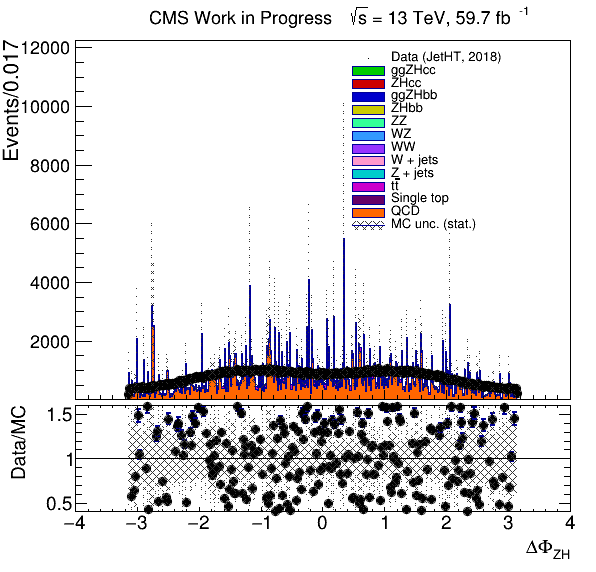 CMS Work in Progress √s = 13 TeV, 59.7 fb⁻¹
Events/0.017
12000
10000
8000
6000
4000
2000
Data (JetHT, 2018)
ggZHcc
ZHcc
ggZHbb
ZHbb
ZZ
WZ
WW
W + jets
Z + jets
tt̅
Single top
QCD
MC unc. (stat.)
Data/MC
1.5
1
0.5
−4 −3 −2 −1 0 1 2 3 4
ΔΦ_ZH